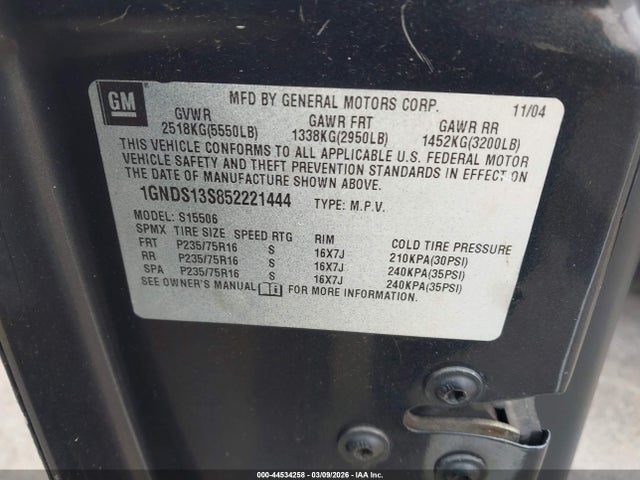 GM
MFD BY GENERAL MOTORS CORP. 11/04
GVWR GAWR FRT GAWR RR
2518KG(5550LB) 1338KG(2950LB) 1452KG(3200LB)
THIS VEHICLE CONFORMS TO ALL APPLICABLE U.S. FEDERAL MOTOR
VEHICLE SAFETY AND THEFT PREVENTION STANDARDS IN EFFECT ON
THE DATE OF MANUFACTURE SHOWN ABOVE.
1GNDS13S852221444 TYPE: M.P.V.
MODEL: S15506
SPMX TIRE SIZE SPEED RTG RIM COLD TIRE PRESSURE
FRT P235/75R16 S 16X7J 210KPA(30PSI)
RR P235/75R16 S 16X7J 240KPA(35PSI)
SPA P235/75R16 S 16X7J 240KPA(35PSI)
SEE OWNER'S MANUAL FOR MORE INFORMATION.
000-44534258 - 03/09/2026 - IAA Inc.